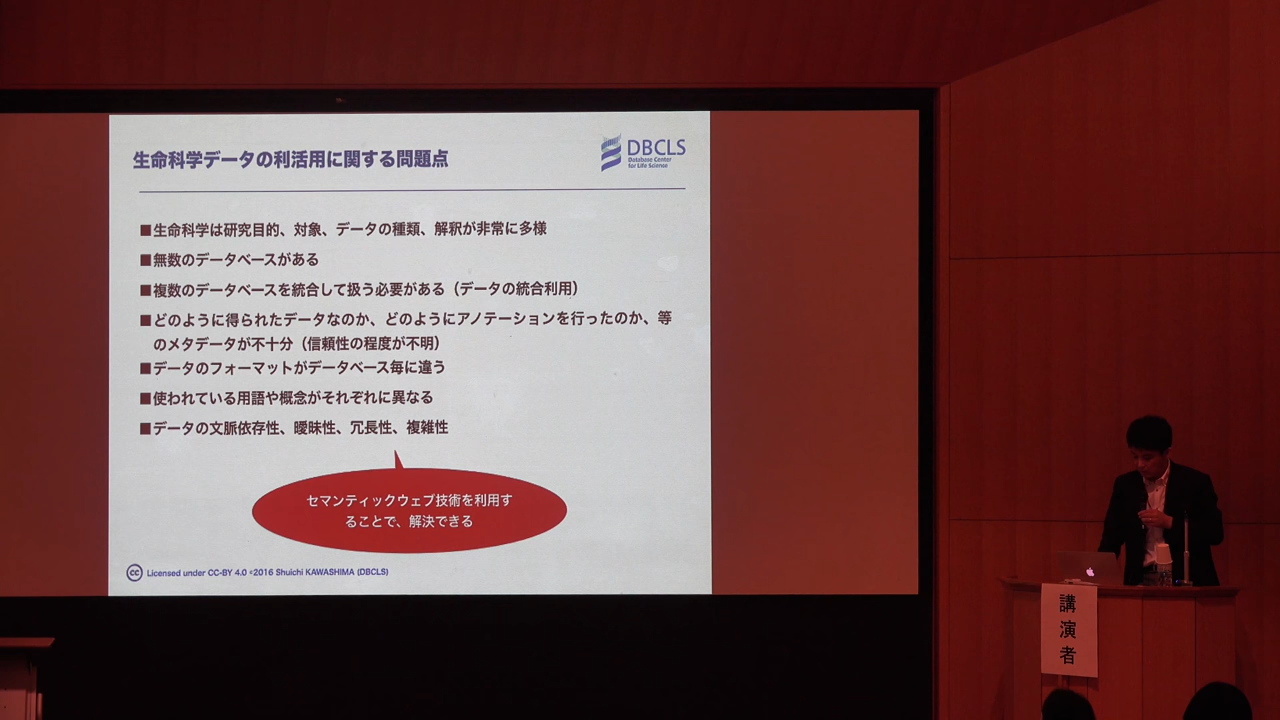 生命科学データの利活用に関する問題点
DBCLS
Database Center
for Life Science
■生命科学は研究目的、対象、データの種類、解釈が非常に多様
■無数のデータベースがある
■複数のデータベースを統合して扱う必要がある（データの統合利用）
■どのように得られたデータなのか、どのようにアノテーションを行ったのか、等
のメタデータが不十分（信頼性の程度が不明）
■データのフォーマットがデータベース毎に違う
■使われている用語や概念がそれぞれに異なる
■データの文脈依存性、曖昧性、冗長性、複雑性
セマンティックウェブ技術を利用す
ることで、解決できる
cc Licensed under CC-BY 4.0 ©2016 Shuichi KAWASHIMA (DBCLS)
講演者